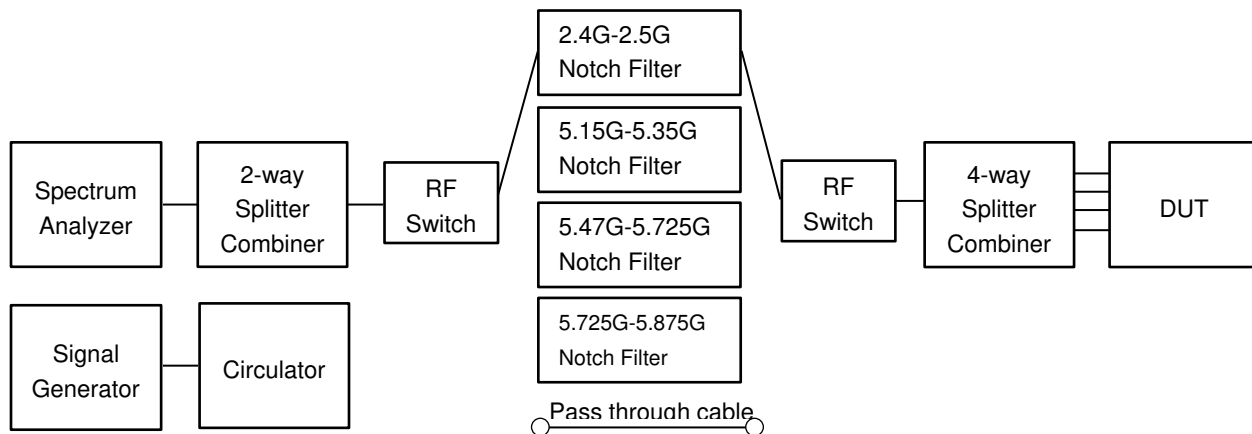 2.4G-2.5G
Notch Filter
5.15G-5.35G
Notch Filter
5.47G-5.725G
Notch Filter
5.725G-5.875G
Notch Filter
Pass through cable
Spectrum
Analyzer
2-way
Splitter
Combiner
RF
Switch
RF
Switch
4-way
Splitter
Combiner
DUT
Signal
Generator
Circulator